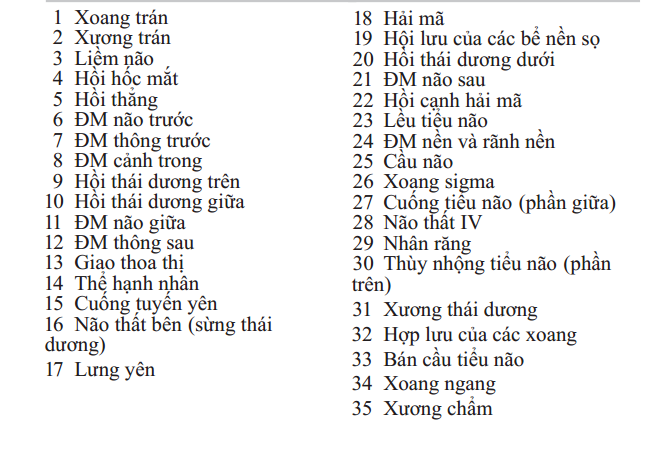 1 Xoang trán
2 Xương trán
3 Liềm não
4 Hồi hốc mắt
5 Hồi thẳng
6 ĐM não trước
7 ĐM thông trước
8 ĐM cảnh trong
9 Hồi thái dương trên
10 Hồi thái dương giữa
11 ĐM não giữa
12 ĐM thông sau
13 Giao thoa thị
14 Thể hạnh nhân
15 Cuống tuyến yên
16 Não thất bên (sừng thái
dương)
17 Lưng yên
18 Hải mã
19 Hội lưu của các bể nền sọ
20 Hồi thái dương dưới
21 ĐM não sau
22 Hồi cạnh hải mã
23 Lều tiểu não
24 ĐM nền và rãnh nền
25 Cầu não
26 Xoang sigma
27 Cuống tiểu não (phần giữa)
28 Não thất IV
29 Nhân răng
30 Thùy nhộng tiểu não (phần
trên)
31 Xương thái dương
32 Hợp lưu của các xoang
33 Bán cầu tiểu não
34 Xoang ngang
35 Xương chẩm